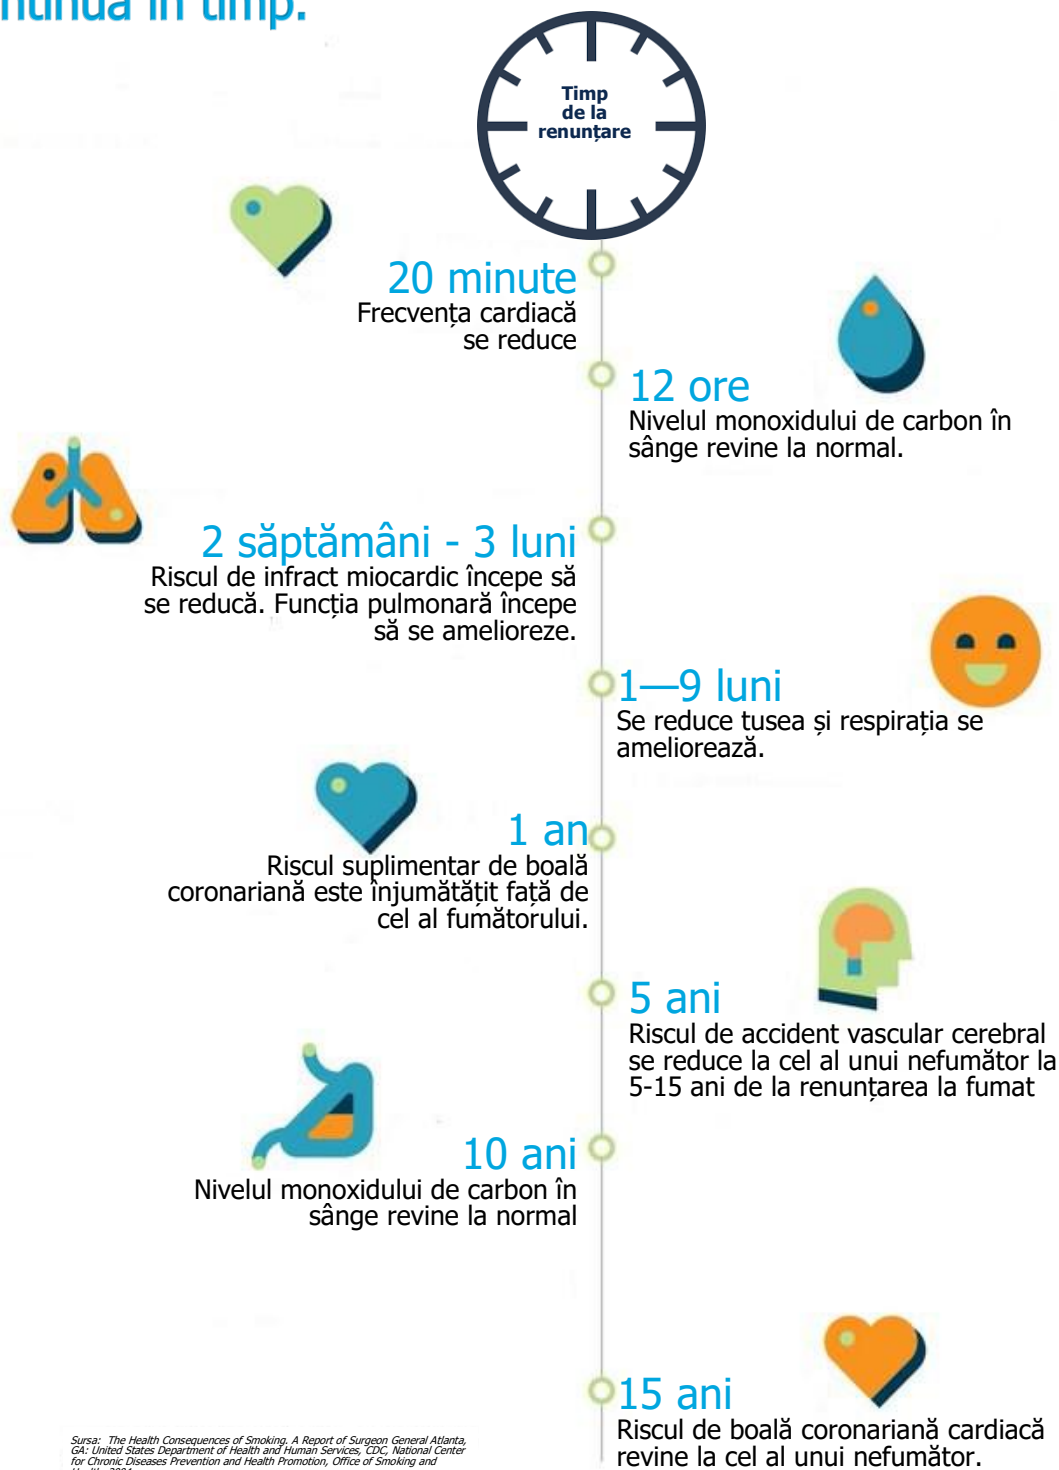 în timp.
Timp
de la
renunțare
20 minute
Frecvența cardiacă
se reduce
12 ore
Nivelul monoxidului de carbon în
sânge revine la normal.
2 săptămâni - 3 luni
Riscul de infract miocardic începe să
se reducă. Funcția pulmonară începe
să se amelioreze.
1—9 luni
Se reduce tusea și respirația se
ameliorează.
1 an
Riscul suplimentar de boală
coronariană este înjumătățit față de
cel al fumătorului.
5 ani
Riscul de accident vascular cerebral
se reduce la cel al unui nefumător la
5-15 ani de la renunțarea la fumat
10 ani
Nivelul monoxidului de carbon în
sânge revine la normal
15 ani
Riscul de boală coronariană cardiacă
revine la cel al unui nefumător.
Sursa: The Health Consequences of Smoking. A Report of Surgeon General Atlanta,
GA: United States Department of Health and Human Services, CDC, National Center
for Chronic Diseases Prevention and Health Promotion, Office of Smoking and